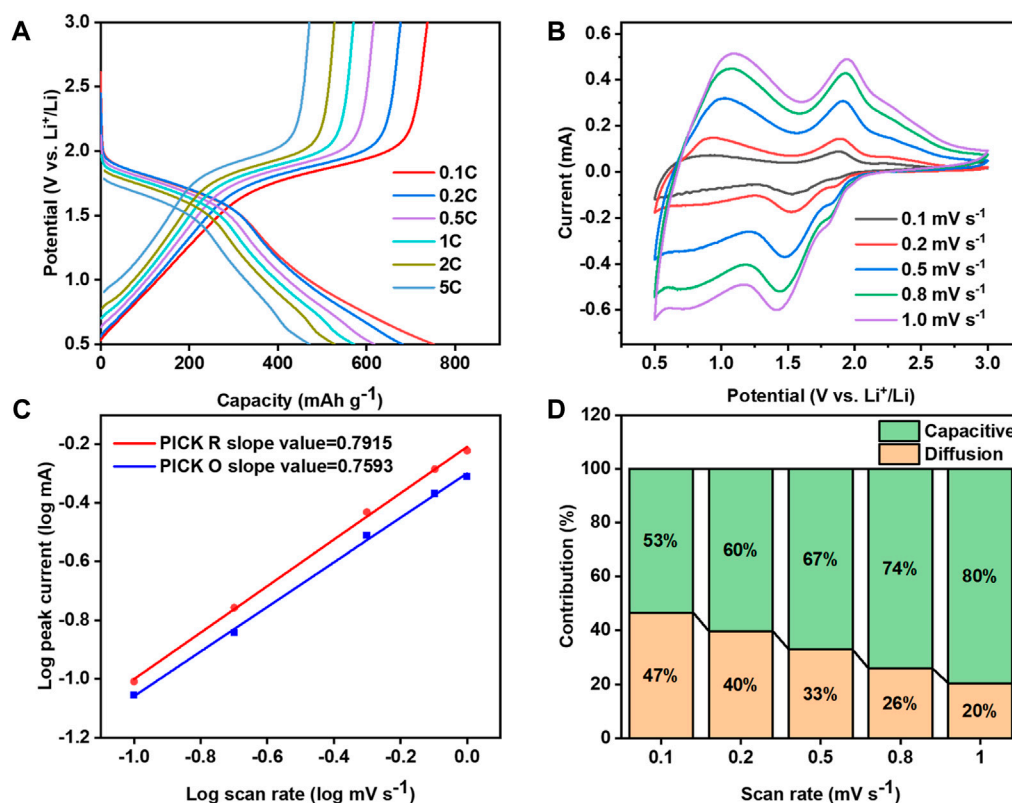 A
3.0
2.5
2.0
1.5
1.0
0.5
Potential (V vs. Li⁺/Li)
0.1C
0.2C
0.5C
1C
2C
5C
0 200 400 600 800
Capacity (mAh g⁻¹)
B
0.6
0.4
0.2
0.0
-0.2
-0.4
-0.6
Current (mA)
0.1 mV s⁻¹
0.2 mV s⁻¹
0.5 mV s⁻¹
0.8 mV s⁻¹
1.0 mV s⁻¹
0.5 1.0 1.5 2.0 2.5 3.0
Potential (V vs. Li⁺/Li)
C
-0.2
-0.4
-0.6
-0.8
-1.0
-1.2
Log peak current (log mA)
PICK R slope value=0.7915
PICK O slope value=0.7593
-1.0 -0.8 -0.6 -0.4 -0.2 0.0
Log scan rate (log mV s⁻¹)
D
120
100
80
60
40
20
0
Contribution (%)
Capacitive
Diffusion
53% 60% 67% 74% 80%
47% 40% 33% 26% 20%
0.1 0.2 0.5 0.8 1
Scan rate (mV s⁻¹)